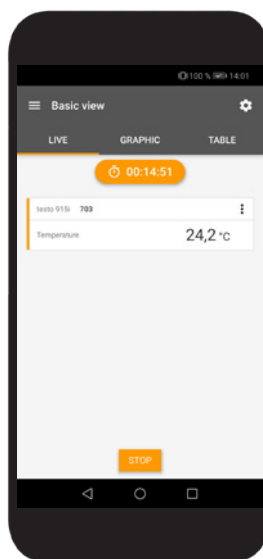 100 % 14:01
Basic view
LIVE GRAPHIC TABLE
00:14:51
testo 915i 703
Temperature 24,2 °C
STOP